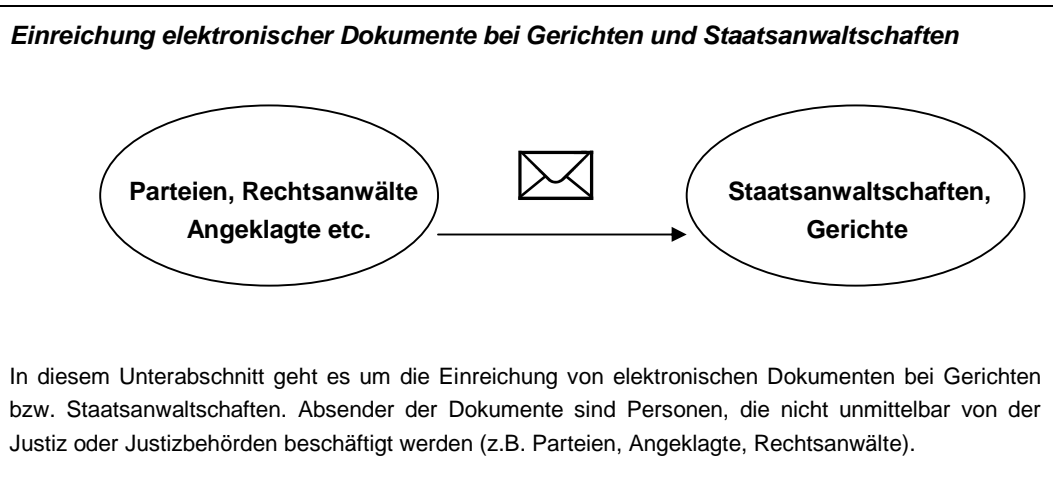 Einreichung elektronischer Dokumente bei Gerichten und Staatsanwaltschaften
Parteien, Rechtsanwälte
Angeklagte etc.
Staatsanwaltschaften,
Gerichte
In diesem Unterabschnitt geht es um die Einreichung von elektronischen Dokumenten bei Gerichten
bzw. Staatsanwaltschaften. Absender der Dokumente sind Personen, die nicht unmittelbar von der
Justiz oder Justizbehörden beschäftigt werden (z.B. Parteien, Angeklagte, Rechtsanwälte).